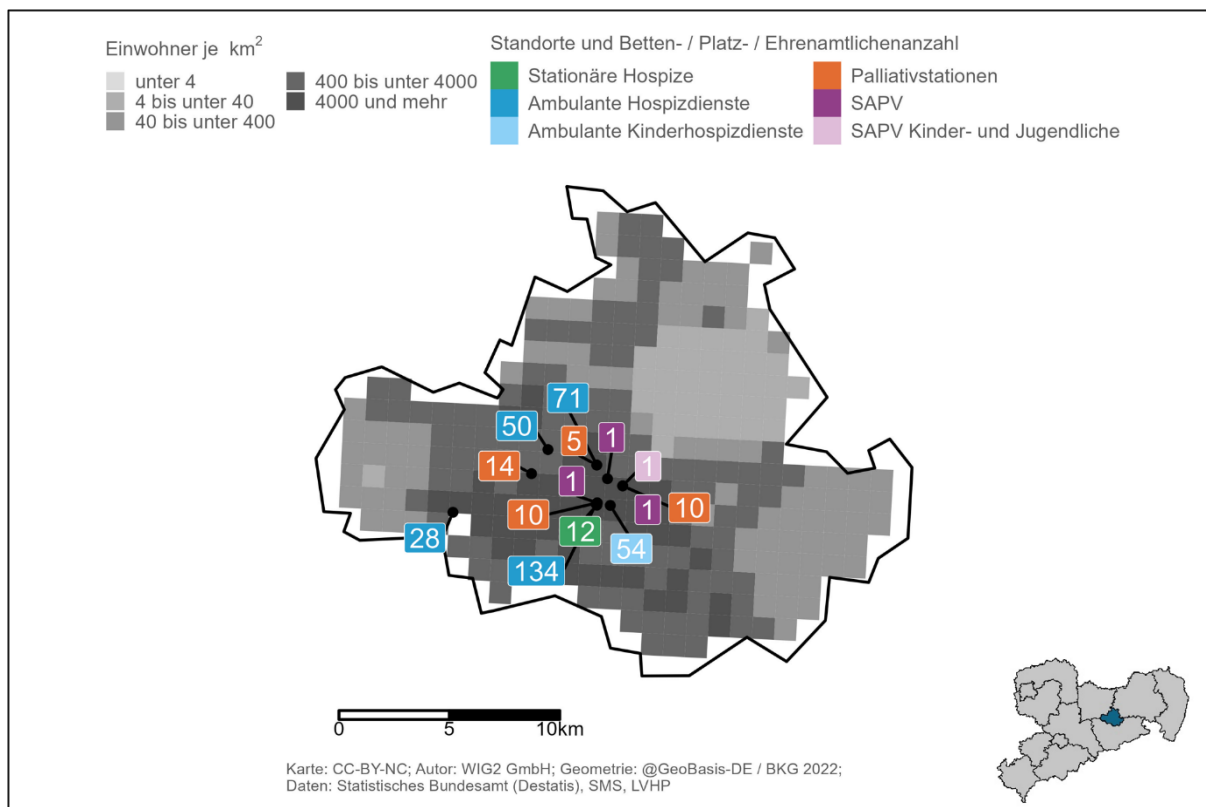 Einwohner je km²
unter 4
4 bis unter 40
40 bis unter 400
400 bis unter 4000
4000 und mehr
Standorte und Betten- / Platz- / Ehrenamtlichenanzahl
Stationäre Hospize
Ambulante Hospizdienste
Ambulante Kinderhospizdienste
Palliativstationen
SAPV
SAPV Kinder- und Jugendliche
71
50
5
1
14
1
1
10
1
10
12
28
54
134
0
5
10km
Karte: CC-BY-NC; Autor: WIG2 GmbH; Geometrie: @GeoBasis-DE / BKG 2022;
Daten: Statistisches Bundesamt (Destatis), SMS, LVHP